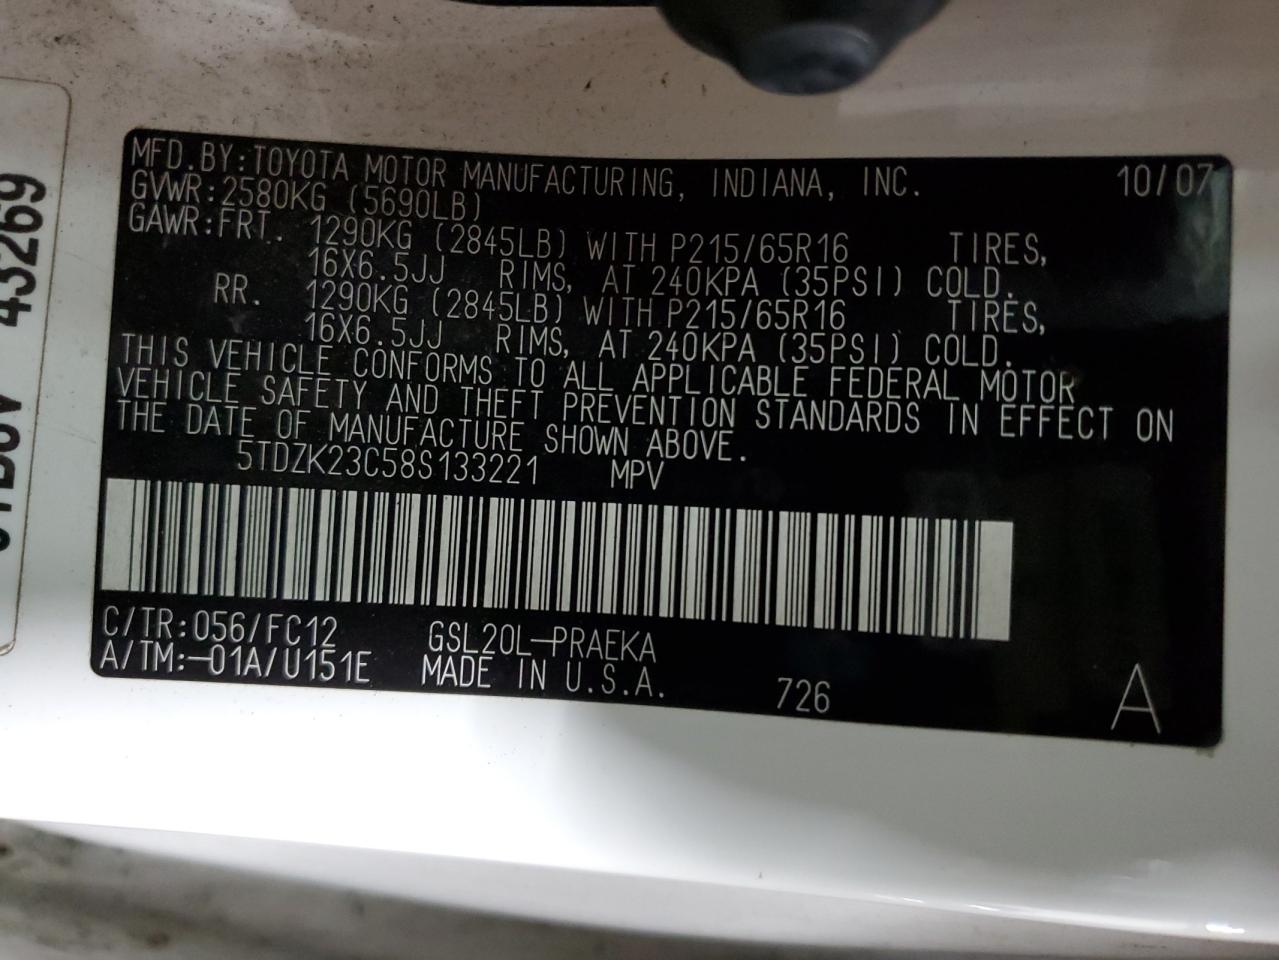 MFD.BY:TOYOTA MOTOR MANUFACTURING, INDIANA, INC. 10/07
GVWR:2580KG (5690LB)
GAWR:FRT. 1290KG (2845LB) WITH P215/65R16 TIRES,
16X6.5JJ RIMS, AT 240KPA (35PSI) COLD.
RR. 1290KG (2845LB) WITH P215/65R16 TIRES,
16X6.5JJ RIMS, AT 240KPA (35PSI) COLD.
THIS VEHICLE CONFORMS TO ALL APPLICABLE FEDERAL MOTOR
VEHICLE SAFETY AND THEFT PREVENTION STANDARDS IN EFFECT ON
THE DATE OF MANUFACTURE SHOWN ABOVE.
5TDZK23C58S133221 MPV
C/TR:056/FC12 GSL20L-PRAEKA
A/TM:-01A/U151E MADE IN U.S.A. 726 A
43269